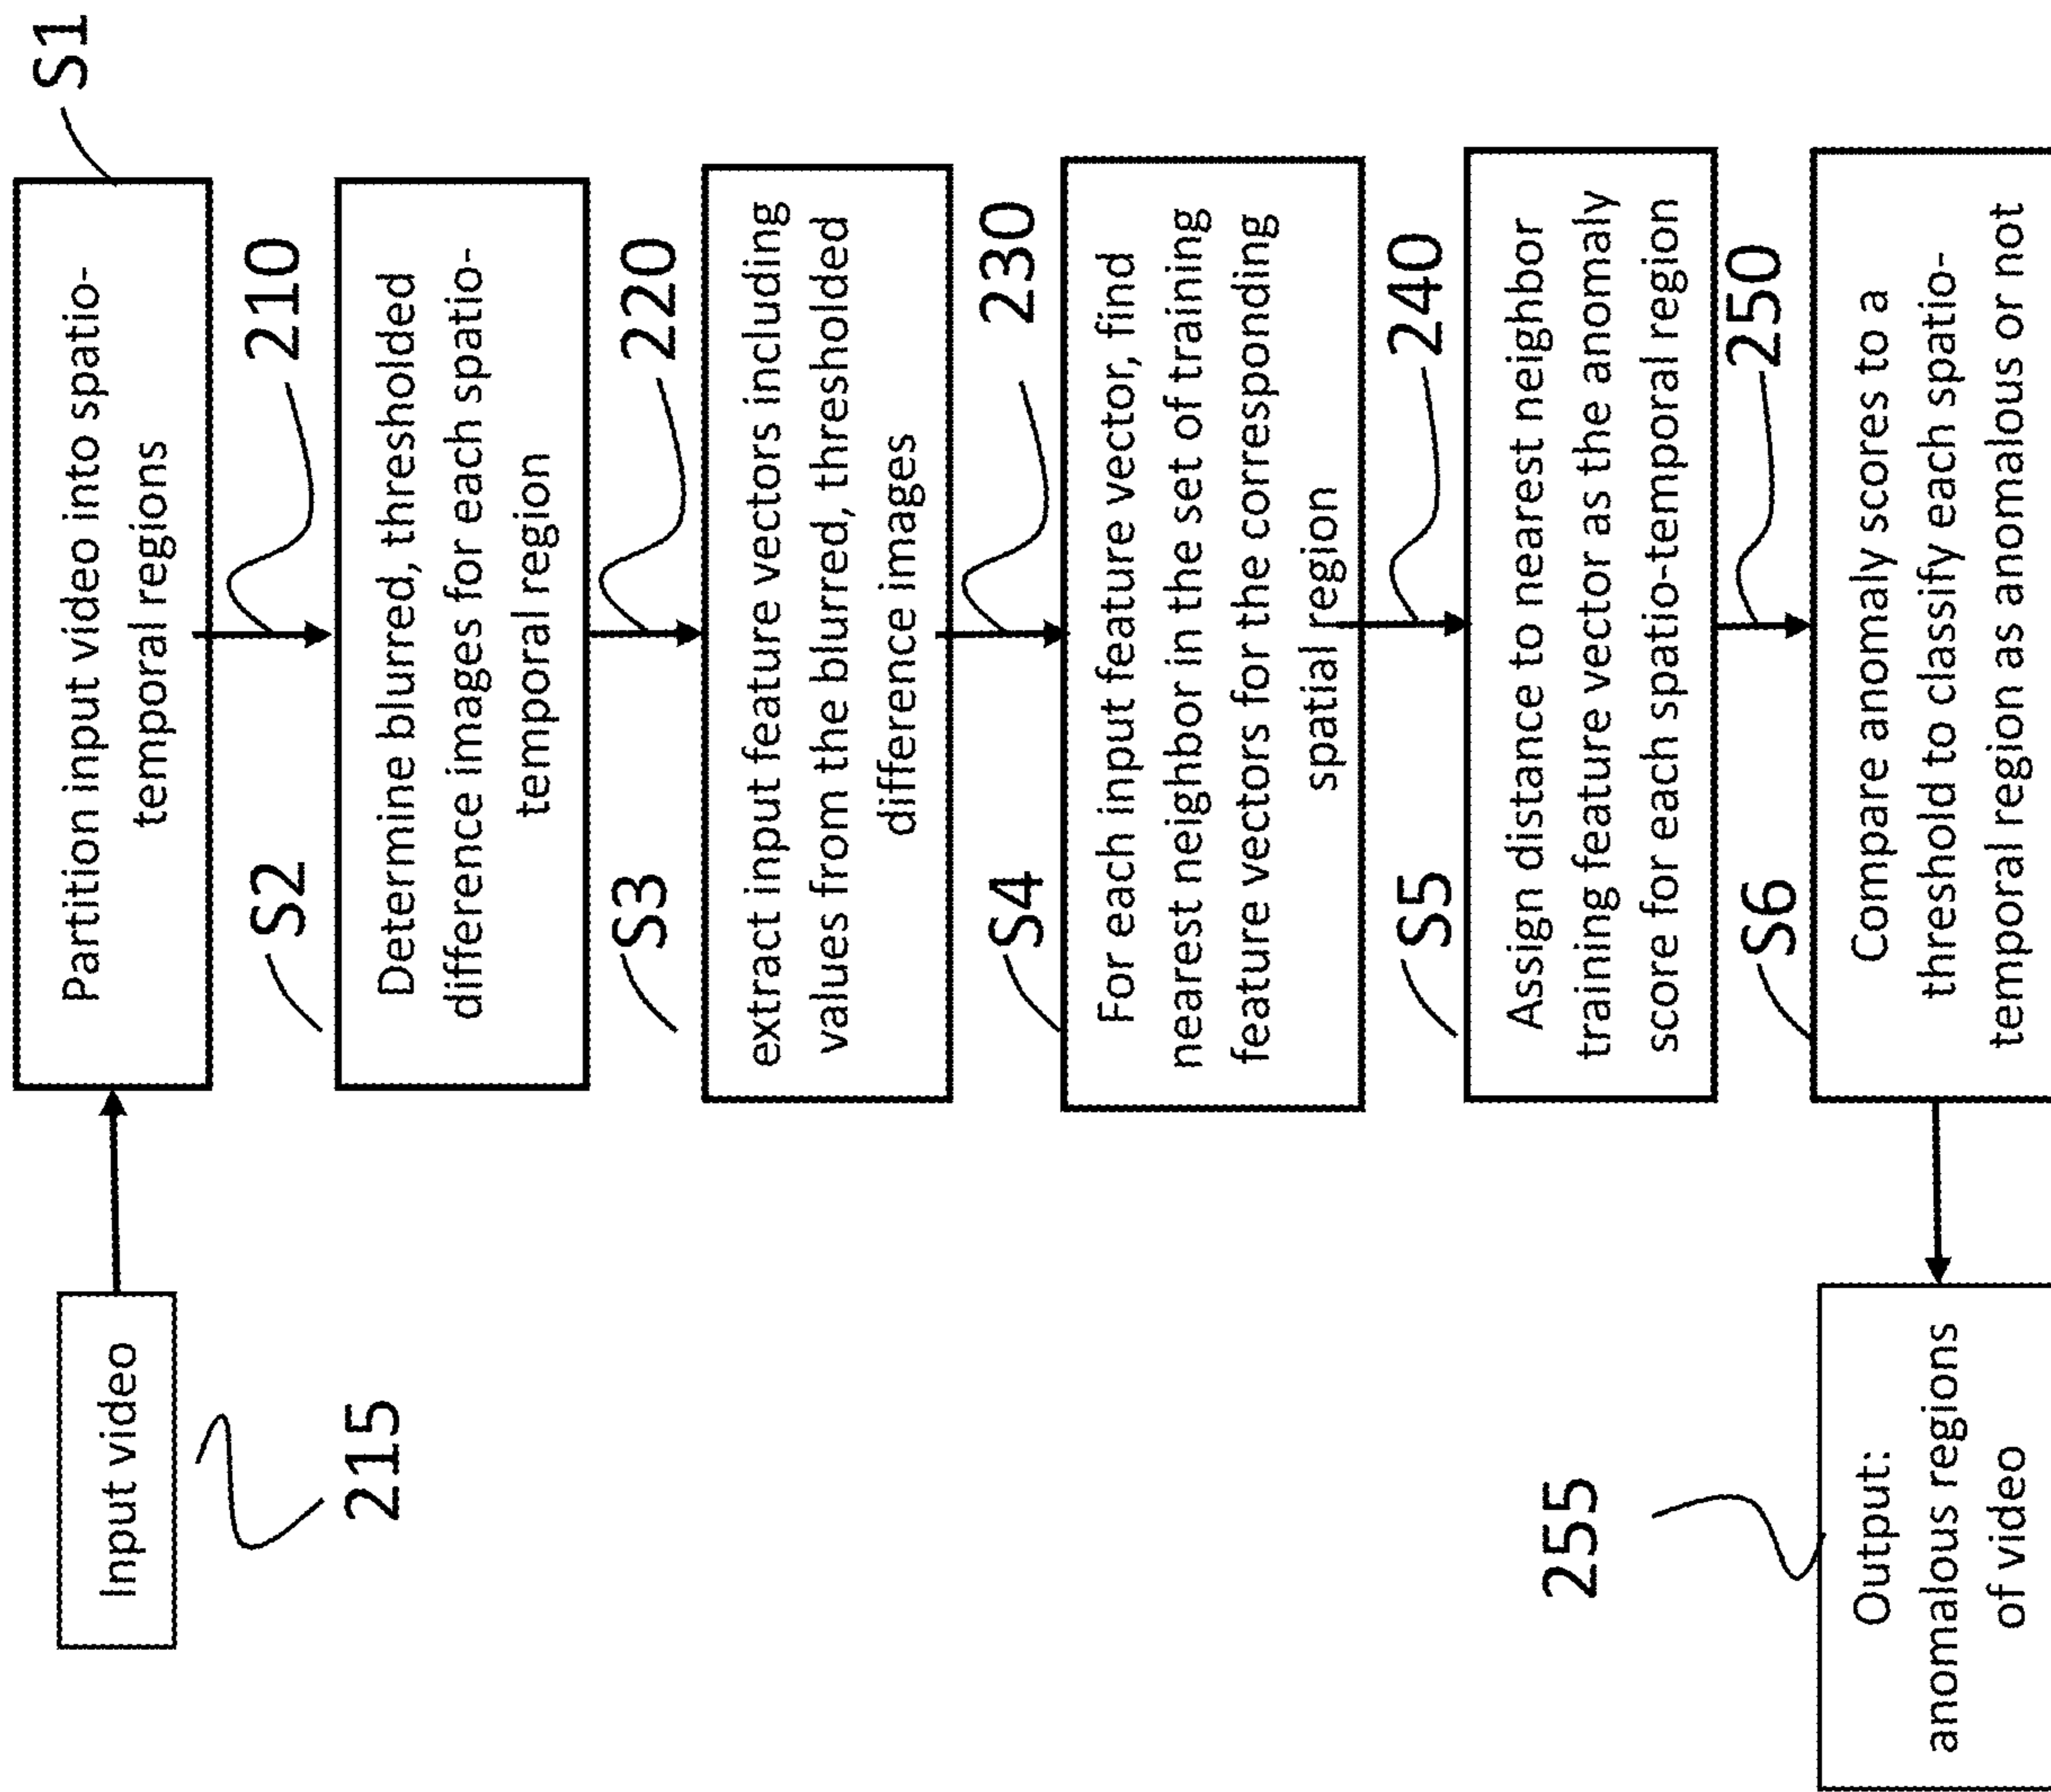 S1
Input video
215
Partition input video into spatio-
temporal regions
210
S2
Determine blurred, thresholded
difference images for each spatio-
temporal region
220
S3
extract input feature vectors including
values from the blurred, thresholded
difference images
230
S4
For each input feature vector, find
nearest neighbor in the set of training
feature vectors for the corresponding
spatial region
240
S5
Assign distance to nearest neighbor
training feature vector as the anomaly
score for each spatio-temporal region
250
S6
Compare anomaly scores to a
threshold to classify each spatio-
temporal region as anomalous or not
255
Output:
anomalous regions
of video